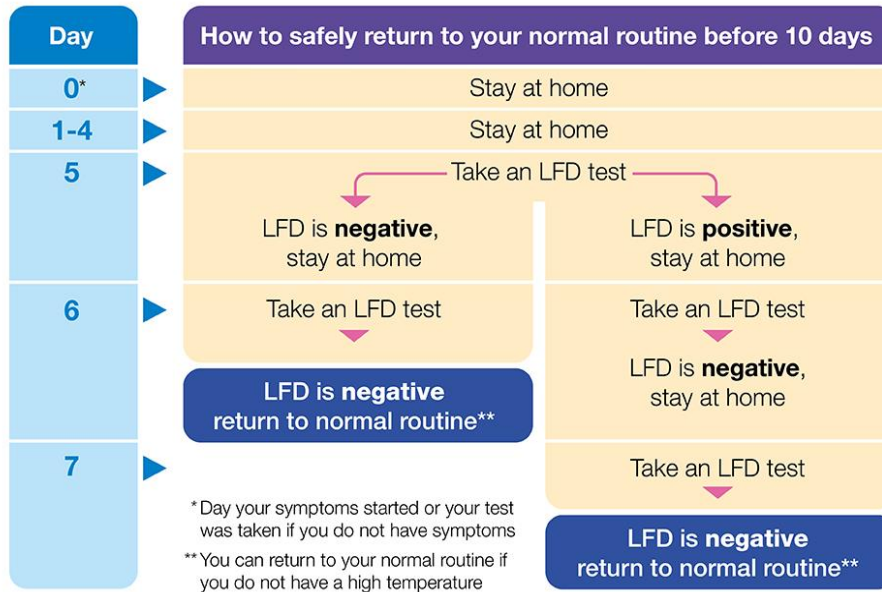 Day
How to safely return to your normal routine before 10 days
0*
Stay at home
1-4
Stay at home
5
Take an LFD test
LFD is negative,
stay at home
LFD is positive,
stay at home
6
Take an LFD test
LFD is negative
return to normal routine**
Take an LFD test
LFD is negative,
stay at home
7
Take an LFD test
LFD is negative
return to normal routine**
* Day your symptoms started or your test
was taken if you do not have symptoms
** You can return to your normal routine if
you do not have a high temperature